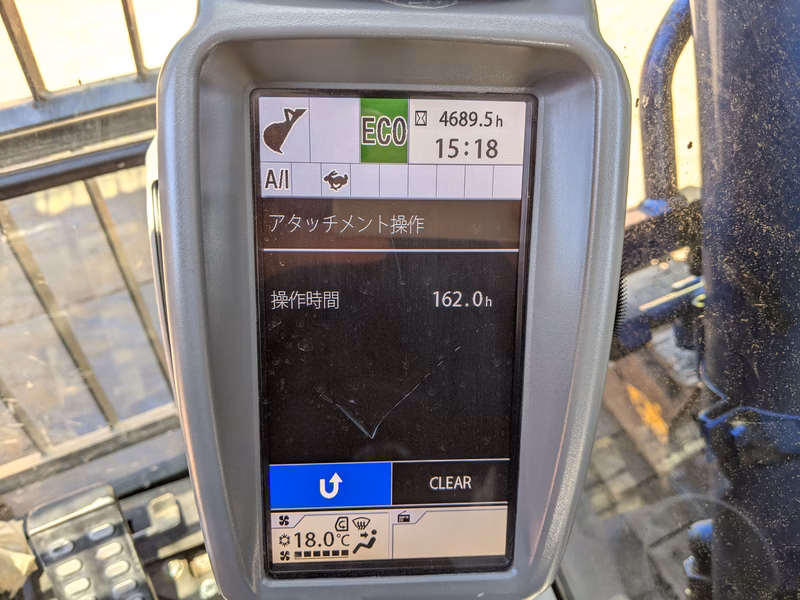 ECO
4689.5h
15:18
A/I
アタッチメント操作
操作時間 162.0h
CLEAR
18.0℃